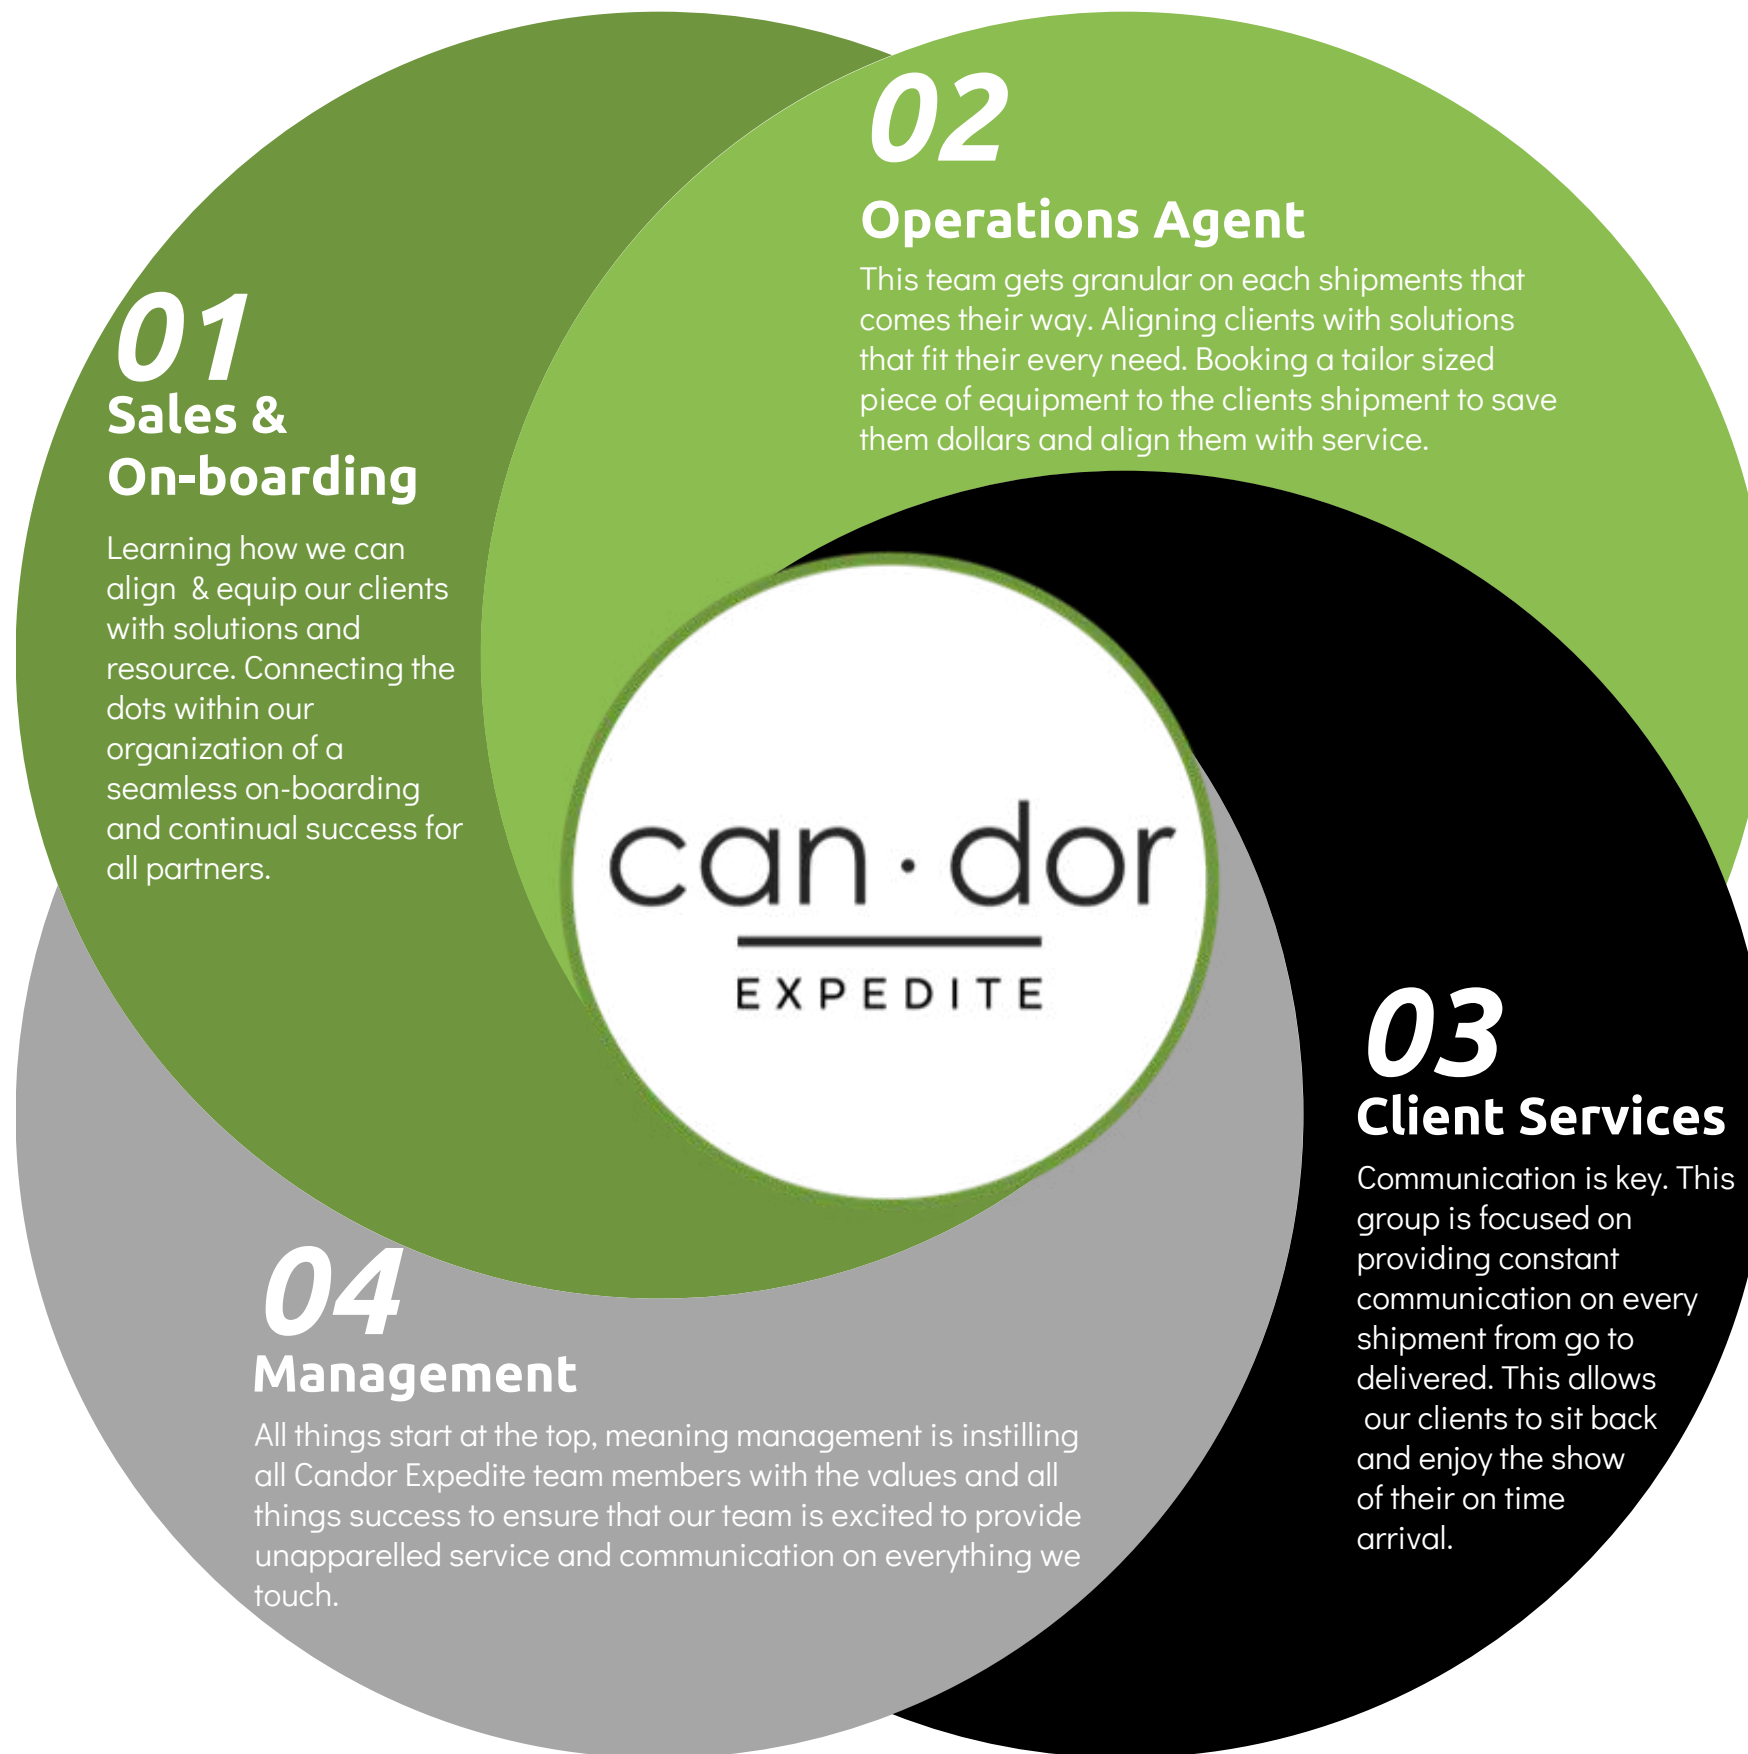 01
Sales &
On-boarding
Learning how we can
align & equip our clients
with solutions and
resource. Connecting the
dots within our
organization of a
seamless on-boarding
and continual success for
all partners.
02
Operations Agent
This team gets granular on each shipments that
comes their way. Aligning clients with solutions
that fit their every need. Booking a tailor sized
piece of equipment to the clients shipment to save
them dollars and align them with service.
can · dor
EXPEDITE
03
Client Services
Communication is key. This
group is focused on
providing constant
communication on every
shipment from go to
delivered. This allows
our clients to sit back
and enjoy the show
of their on time
arrival.
04
Management
All things start at the top, meaning management is instilling
all Candor Expedite team members with the values and all
things success to ensure that our team is excited to provide
unapparelled service and communication on everything we
touch.